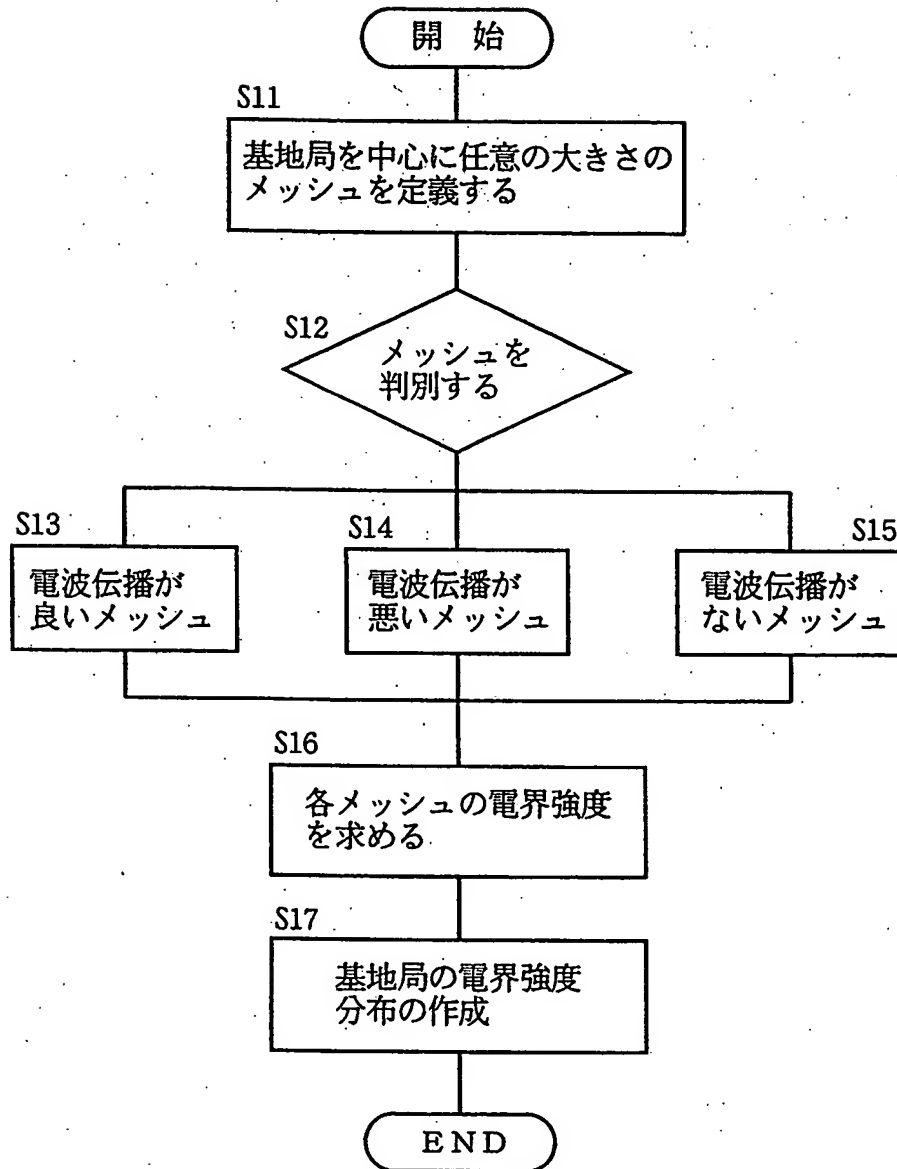 開 始
S11
基地局を中心に任意の大きさの
メッシュを定義する
S12
メッシュを
判別する
S13
電波伝播が
良いメッシュ
S14
電波伝播が
悪いメッシュ
S15
電波伝播が
ないメッシュ
S16
各メッシュの電界強度
を求める
S17
基地局の電界強度
分布の作成
END